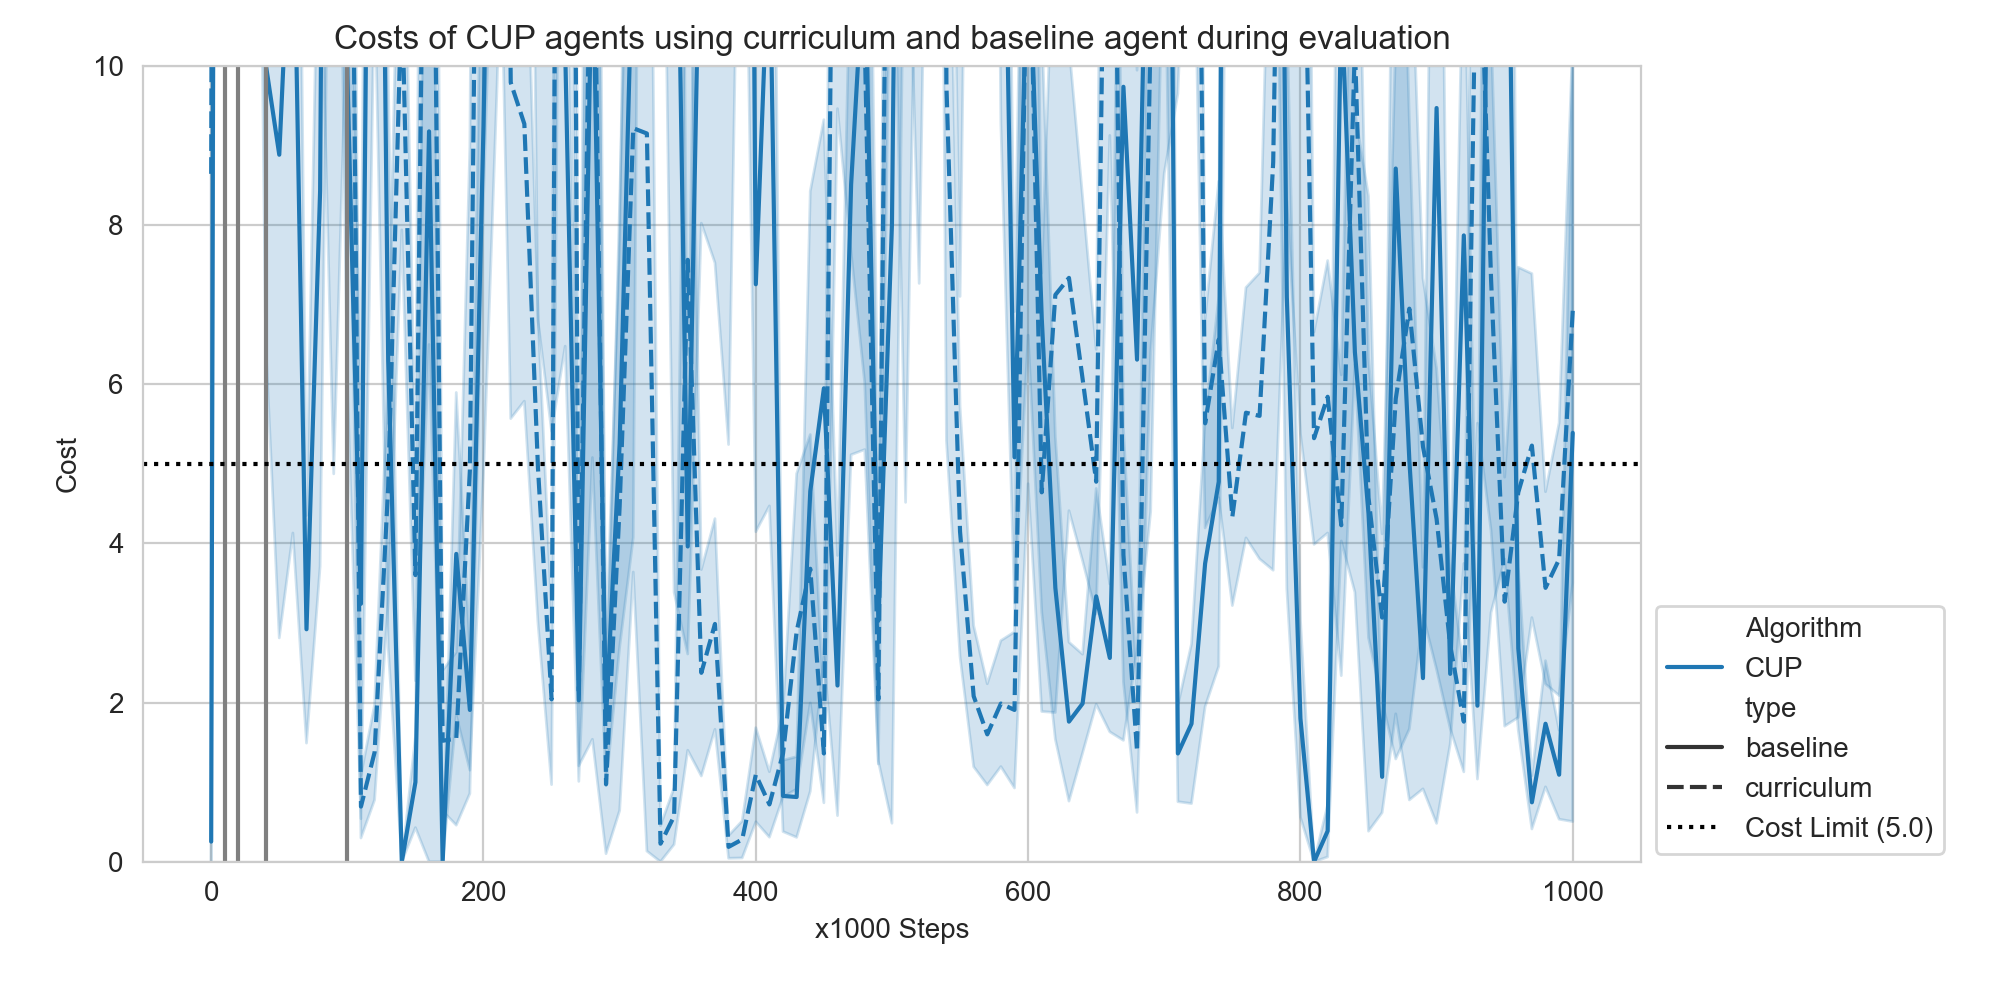 Costs of CUP agents using curriculum and baseline agent during evaluation
10
8
6
4
2
0
Cost
0 200 400 600 800 1000
x1000 Steps
Algorithm
CUP
type
baseline
curriculum
Cost Limit (5.0)